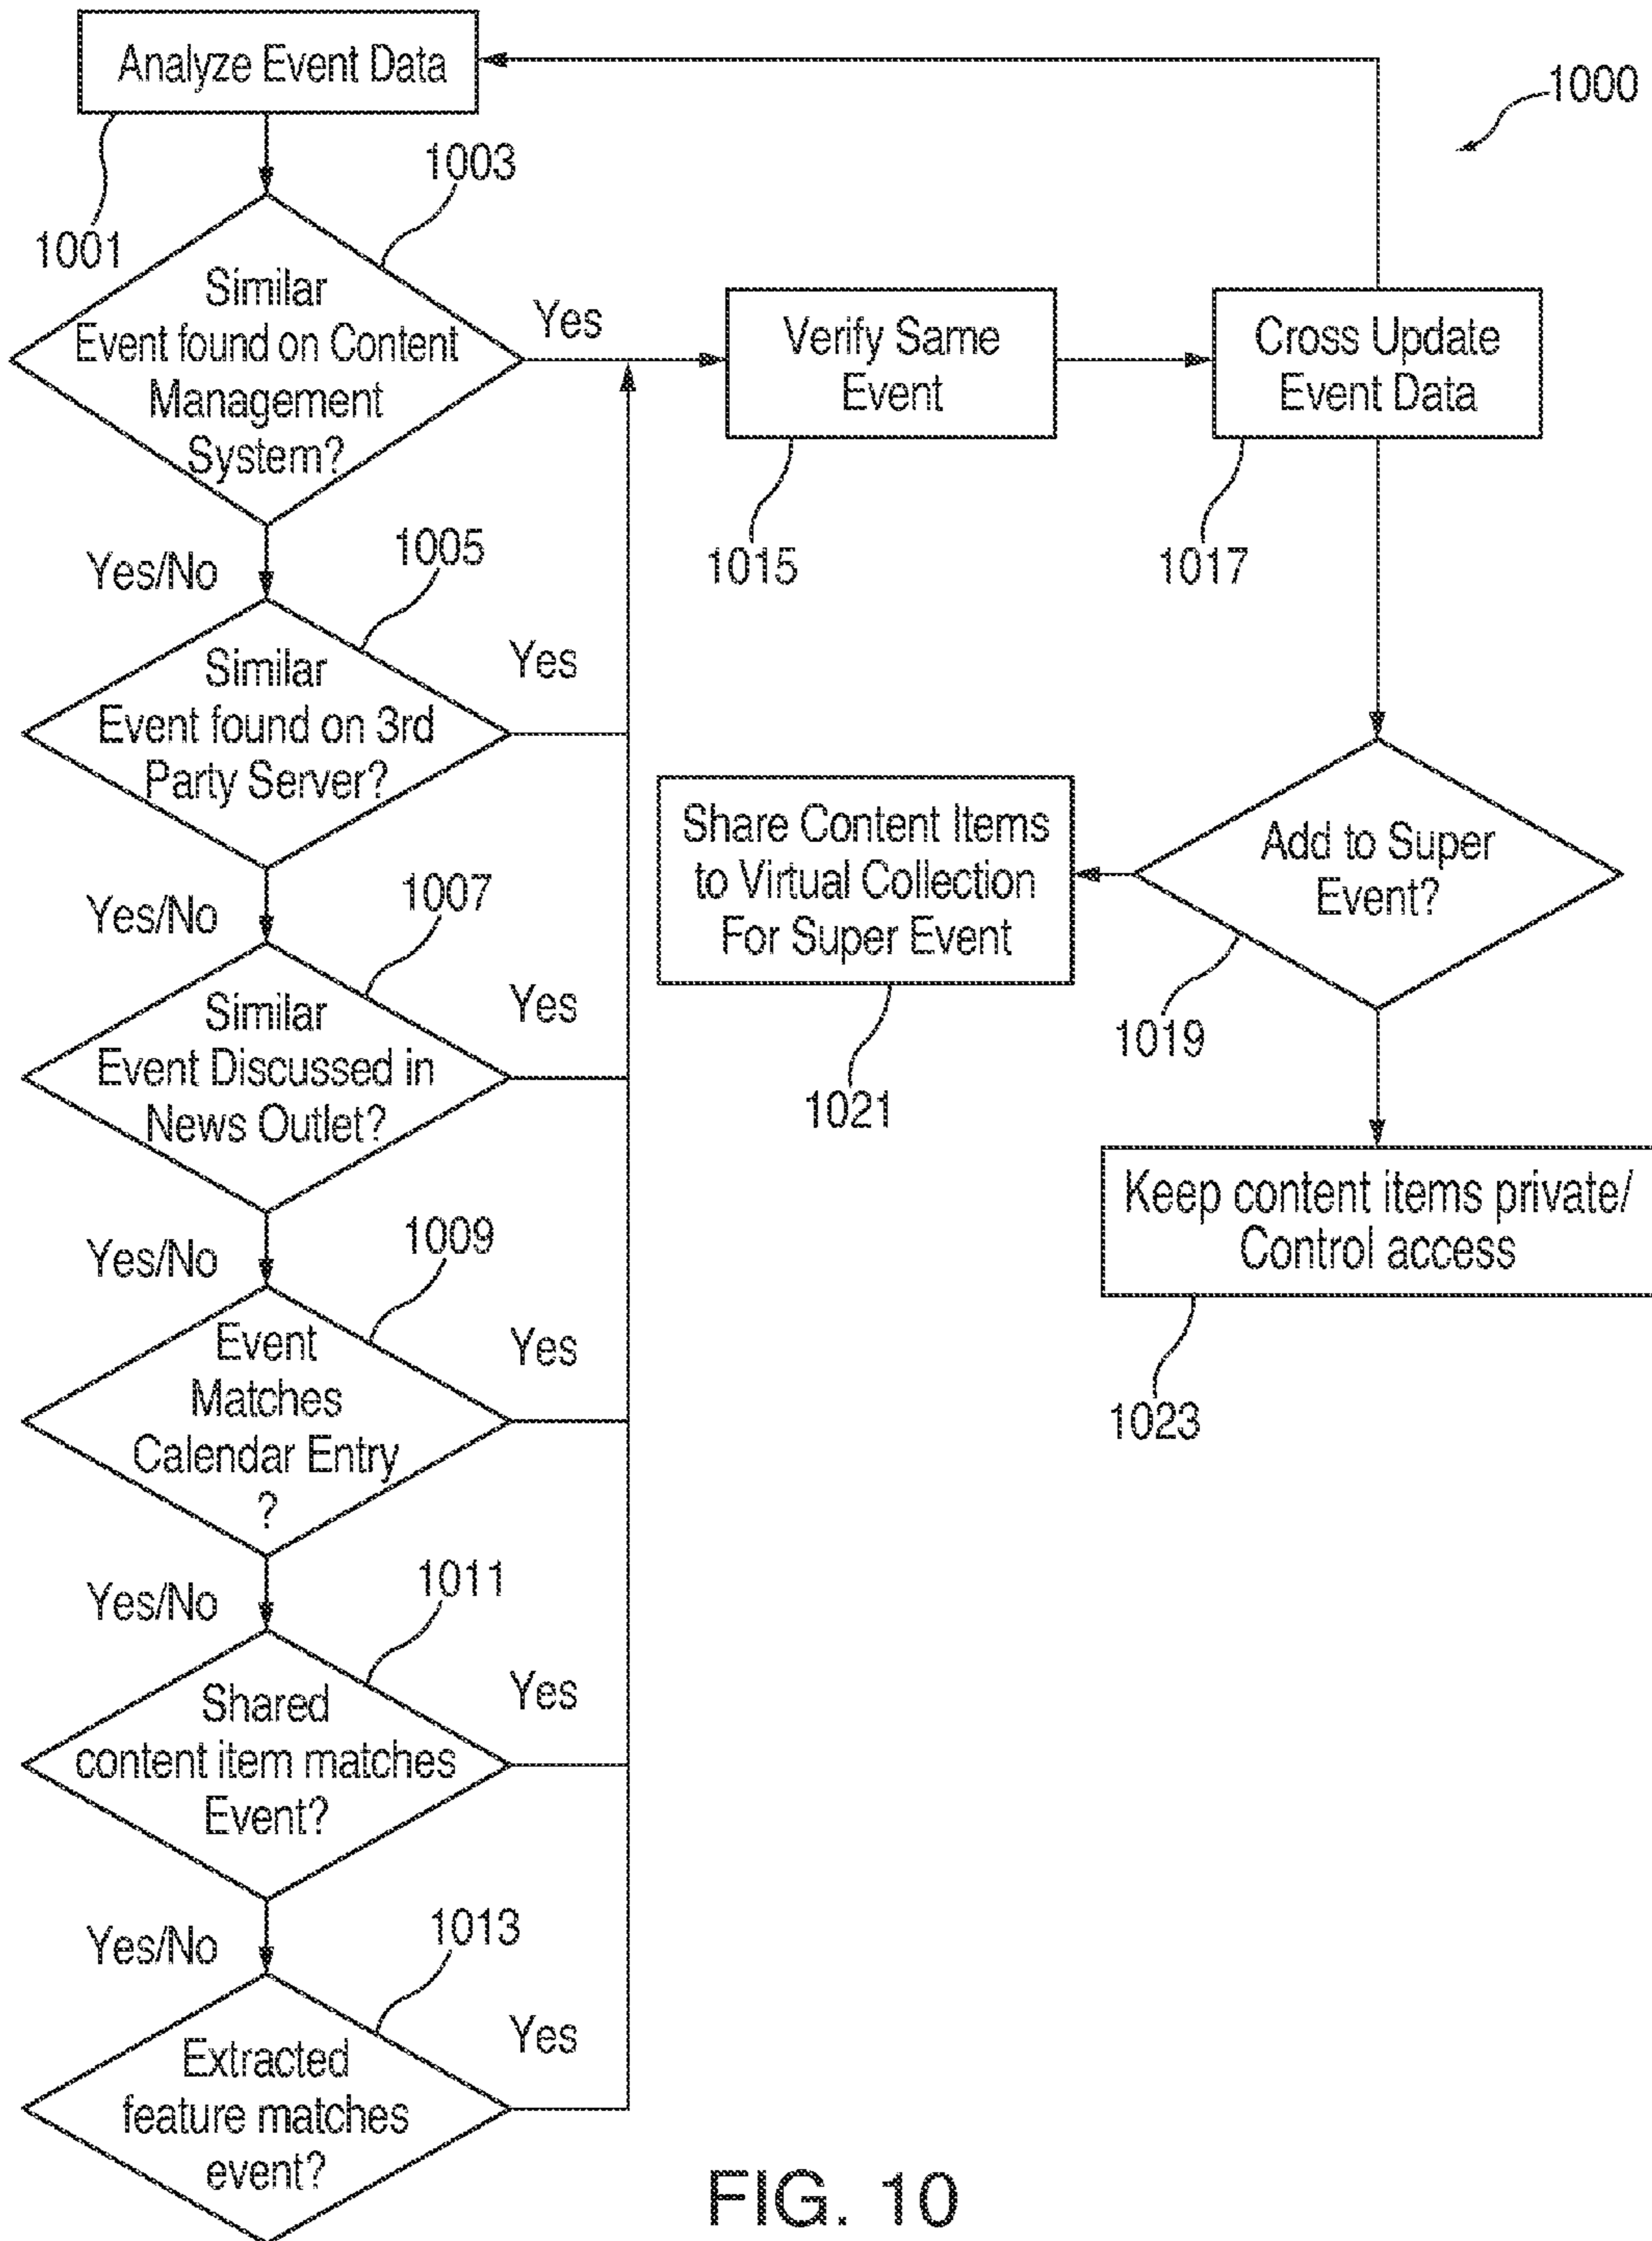 Analyze Event Data
1000
1001
1003
Similar
Event found on Content
Management
System?
Yes
Verify Same
Event
1015
Cross Update
Event Data
1017
Yes/No
1005
Similar
Event found on 3rd
Party Server?
Yes
Yes/No
1007
Similar
Event Discussed in
News Outlet?
Yes
Share Content Items
to Virtual Collection
For Super Event
1021
Add to Super
Event?
1019
Keep content items private/
Control access
1023
Yes/No
1009
Event
Matches
Calendar Entry
?
Yes
Yes/No
1011
Shared
content item matches
Event?
Yes
Yes/No
1013
Extracted
feature matches
event?
Yes
FIG. 10